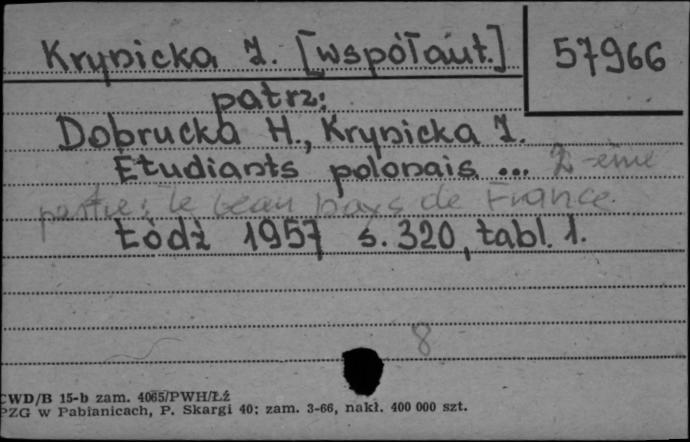 Krynicka I. [współaut.]
57966
patrz:
Dobrucka H., Krynicka I.
Etudiants polonais ... 2-ème
partie: le beau pays de France.
Łódź 1957 s. 320, tabl. 1.
8
CWD/B 15-b zam. 4065/PWH/Łź
PZG w Pabianicach, P. Skargi 40; zam. 3-66, nakł. 400 000 szt.